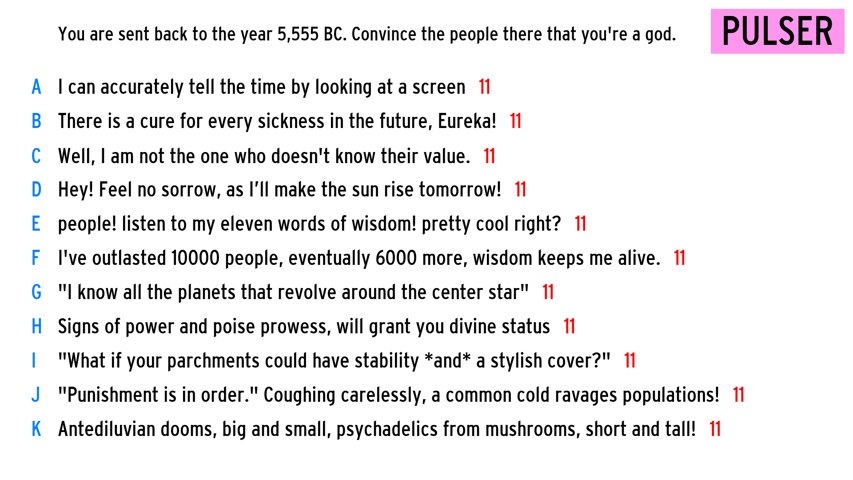 You are sent back to the year 5,555 BC. Convince the people there that you're a god.
PULSER
A I can accurately tell the time by looking at a screen 11
B There is a cure for every sickness in the future, Eureka! 11
C Well, I am not the one who doesn't know their value. 11
D Hey! Feel no sorrow, as I’ll make the sun rise tomorrow! 11
E people! listen to my eleven words of wisdom! pretty cool right? 11
F I've outlasted 10000 people, eventually 6000 more, wisdom keeps me alive. 11
G "I know all the planets that revolve around the center star" 11
H Signs of power and poise prowess, will grant you divine status 11
I "What if your parchments could have stability *and* a stylish cover?" 11
J "Punishment is in order." Coughing carelessly, a common cold ravages populations! 11
K Antediluvian dooms, big and small, psychadelics from mushrooms, short and tall! 11